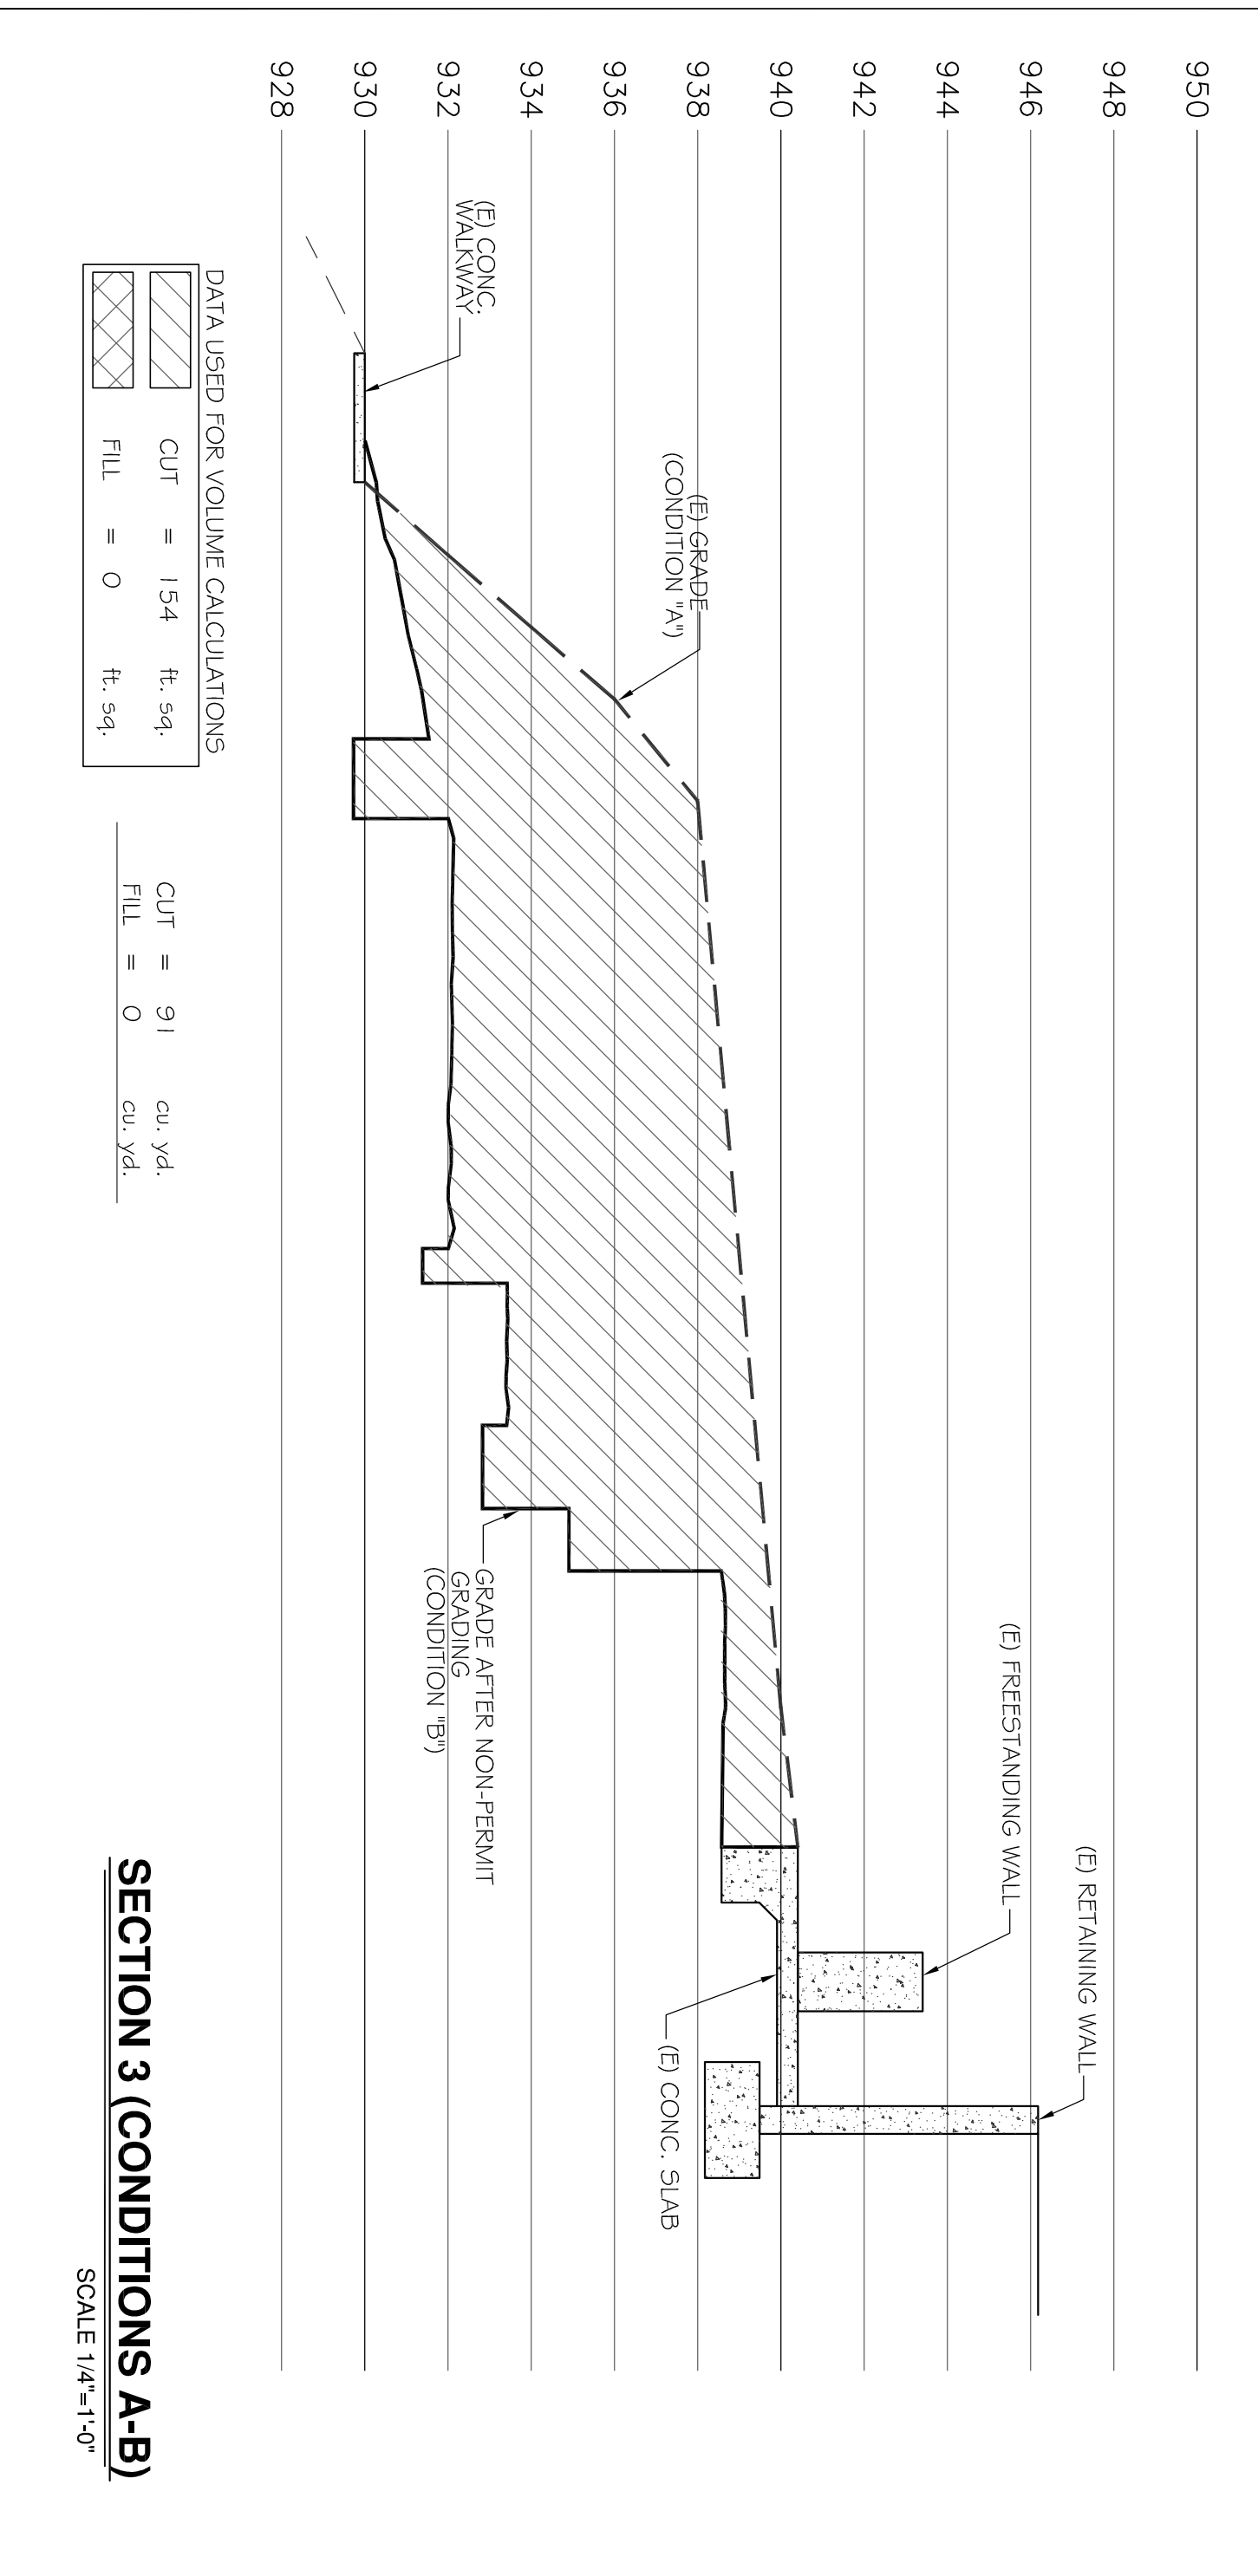 950
948
946
944
942
940
938
936
934
932
930
928
(E) RETAINING WALL
(E) FREESTANDING WALL
(E) GRADE
(CONDITION "A")
(E) CONC. SLAB
(E) CONC.
WALKWAY
GRADE AFTER NON-PERMIT
GRADING
(CONDITION "B")
DATA USED FOR VOLUME CALCULATIONS
CUT = 154 ft. sq.
FILL = 0 ft. sq.
CUT = 91 cu. yd.
FILL = 0 cu. yd.
SECTION 3 (CONDITIONS A-B)
SCALE 1/4"=1'-0"